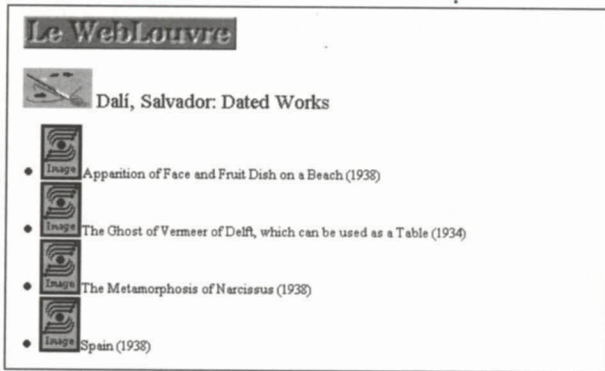 Le WebLouvre
Dalí, Salvador: Dated Works
Image Apparition of Face and Fruit Dish on a Beach (1938)
Image The Ghost of Vermeer of Delft, which can be used as a Table (1934)
Image The Metamorphosis of Narcissus (1938)
Image Spain (1938)